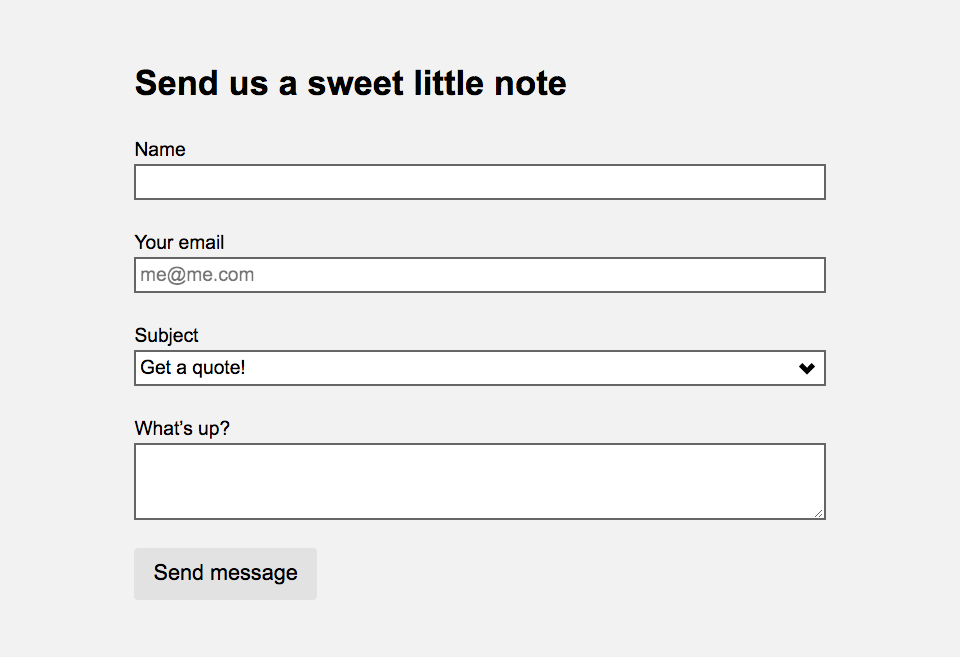 Send us a sweet little note
Name
Your email
me@me.com
Subject
Get a quote!
What's up?
Send message